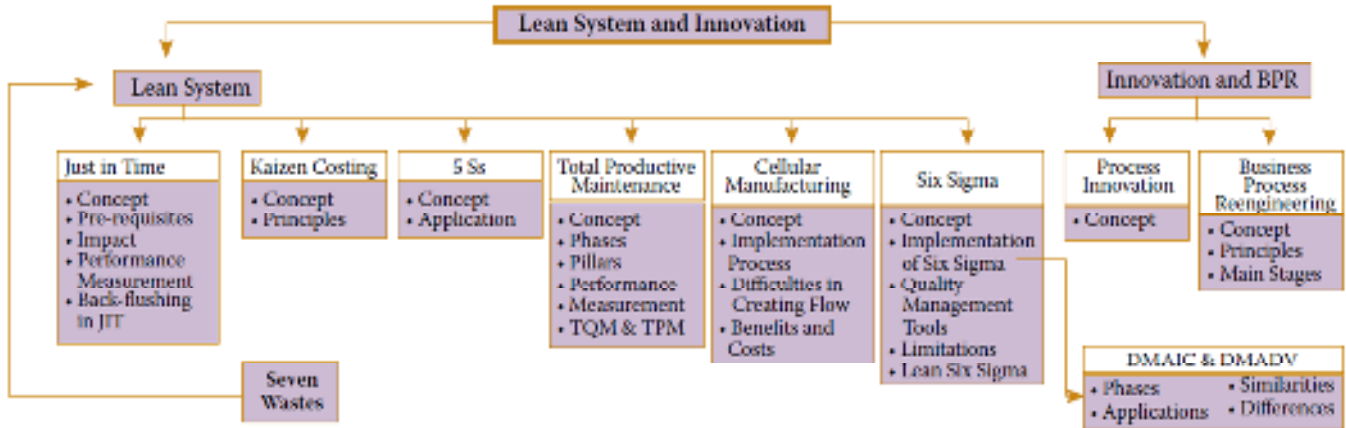 Lean System and Innovation
Lean System
Innovation and BPR
Just in Time
• Concept
• Pre-requisites
• Impact
• Performance
Measurement
• Back-flushing
in JIT
Kaizen Costing
• Concept
• Principles
5 Ss
• Concept
• Application
Total Productive
Maintenance
• Concept
• Phases
• Pillars
• Performance
• Measurement
• TQM & TPM
Cellular
Manufacturing
• Concept
• Implementation
Process
• Difficulties in
Creating Flow
• Benefits and
Costs
Six Sigma
• Concept
• Implementation
of Six Sigma
• Quality
Management
Tools
• Limitations
• Lean Six Sigma
Process
Innovation
• Concept
Business
Process
Reengineering
• Concept
• Principles
• Main Stages
Seven
Wastes
DMAIC & DMADV
• Phases
• Applications
• Similarities
• Differences